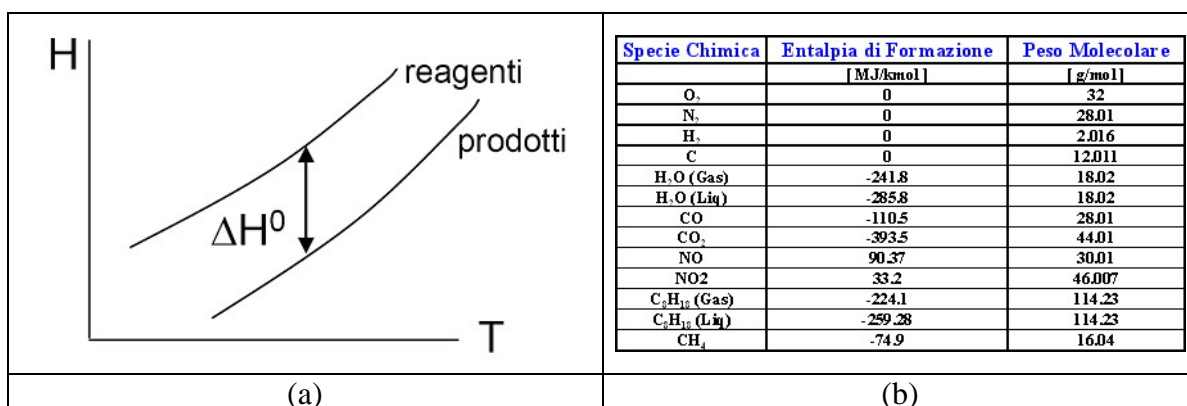 H
reagenti
prodotti
ΔH⁰
T
(a)
Specie Chimica Entalpia di Formazione Peso Molecolare
[MJ/kmol] [g/mol]
O₂ 0 32
N₂ 0 28.01
H₂ 0 2.016
C 0 12.011
H₂O (Gas) -241.8 18.02
H₂O (Liq) -285.8 18.02
CO -110.5 28.01
CO₂ -393.5 44.01
NO 90.37 30.01
NO2 33.2 46.007
C₈H₁₈ (Gas) -224.1 114.23
C₈H₁₈ (Liq) -259.28 114.23
CH₄ -74.9 16.04
(b)